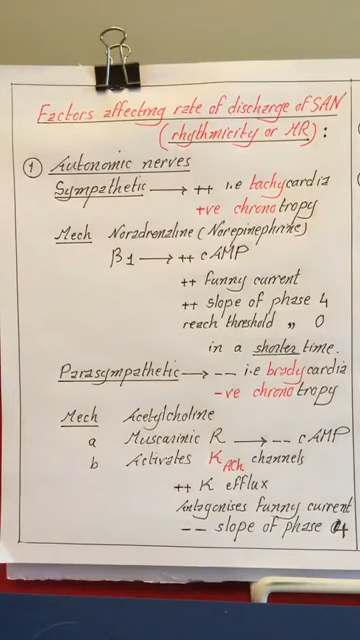 Factors affecting rate of discharge of SAN
(rhythmicity or HR):
① Autonomic nerves
Sympathetic → ++ i.e tachycardia
+ve chronotropy
Mech Noradrenaline (Norepinephrine)
β1 → ++ cAMP
++ funny current
++ slope of phase 4
reach threshold ,, 0
in a shorter time.
Parasympathetic → -- i.e bradycardia
-ve chronotropy
Mech Acetylcholine
a Muscarinic R → -- cAMP
b Activates K ACh channels
++ K efflux
Antagonises funny current
-- slope of phase 4